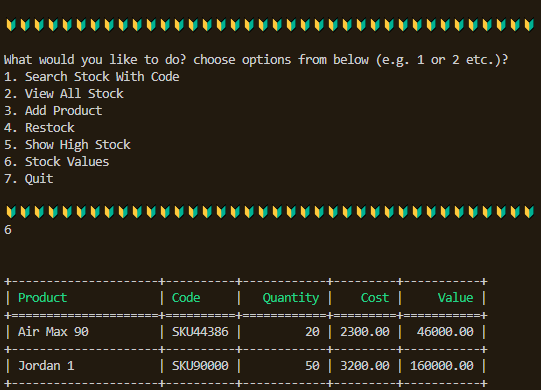 What would you like to do? choose options from below (e.g. 1 or 2 etc.)?
1. Search Stock With Code
2. View All Stock
3. Add Product
4. Restock
5. Show High Stock
6. Stock Values
7. Quit
6
Product Code Quantity Cost Value
Air Max 90 SKU44386 20 2300.00 46000.00
Jordan 1 SKU90000 50 3200.00 160000.00